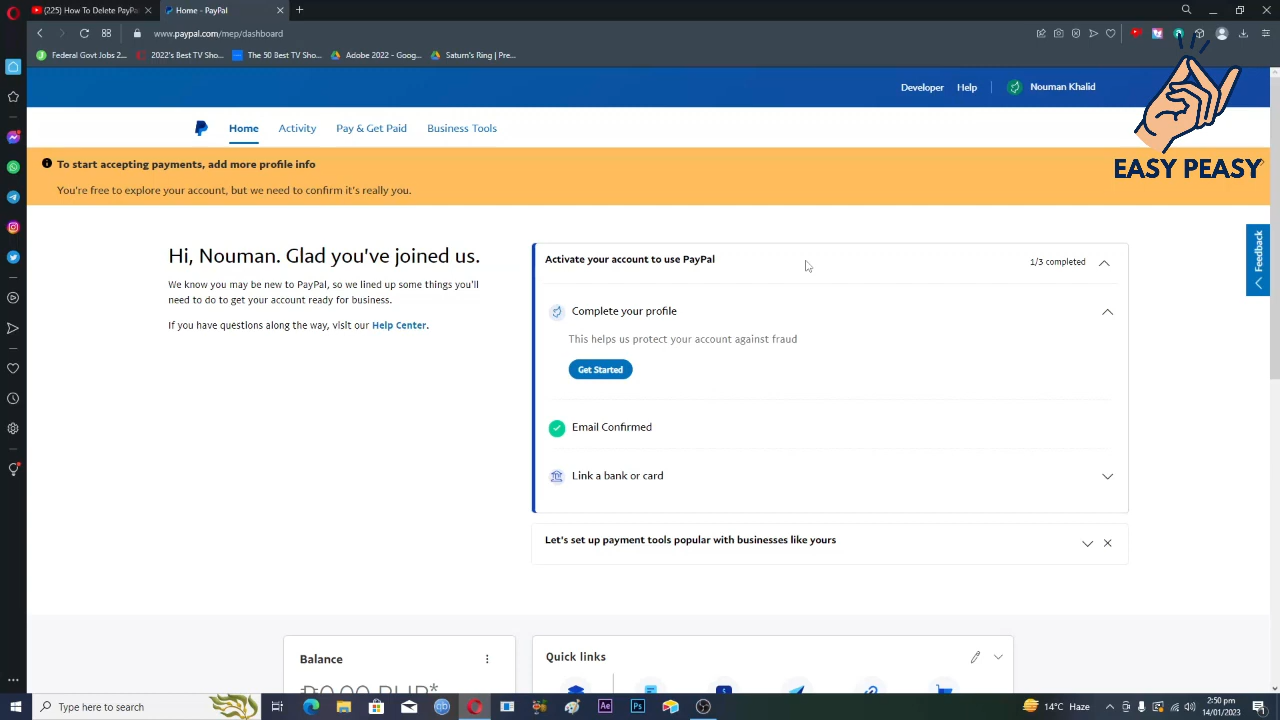 (225) How To Delete PayPa
Home - PayPal
www.paypal.com/mep/dashboard
Federal Govt Jobs 2...
2022's Best TV Sho...
The 50 Best TV Sho...
Adobe 2022 - Goog...
Saturn's Ring | Pre...
Developer
Help
Nouman Khalid
Home
Activity
Pay & Get Paid
Business Tools
EASY PEASY
To start accepting payments, add more profile info
You're free to explore your account, but we need to confirm it's really you.
Feedback
Hi, Nouman. Glad you've joined us.
We know you may be new to PayPal, so we lined up some things you'll
need to do to get your account ready for business.
If you have questions along the way, visit our Help Center.
Activate your account to use PayPal
1/3 completed
Complete your profile
This helps us protect your account against fraud
Get Started
Email Confirmed
Link a bank or card
Let's set up payment tools popular with businesses like yours
Balance
Quick links
Type here to search
Ae
Ps
14°C Haze
2:50 pm
14/01/2023